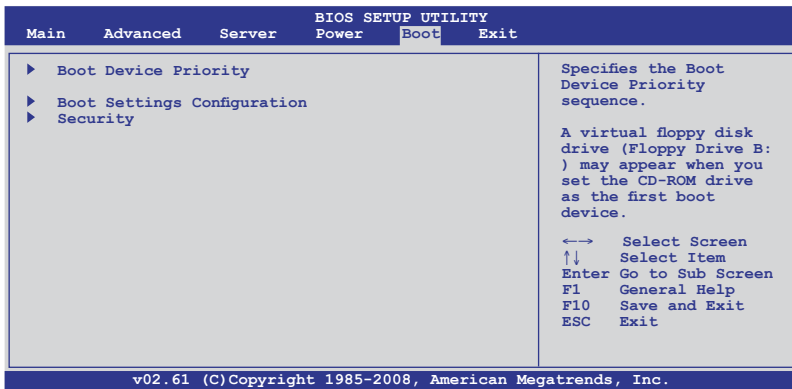 BIOS SETUP UTILITY
Main Advanced Server Power Boot Exit
Boot Device Priority
Boot Settings Configuration
Security
Specifies the Boot
Device Priority
sequence.
A virtual floppy disk
drive (Floppy Drive B:
) may appear when you
set the CD-ROM drive
as the first boot
device.
←→ Select Screen
↑↓ Select Item
Enter Go to Sub Screen
F1 General Help
F10 Save and Exit
ESC Exit
v02.61 (C)Copyright 1985-2008, American Megatrends, Inc.